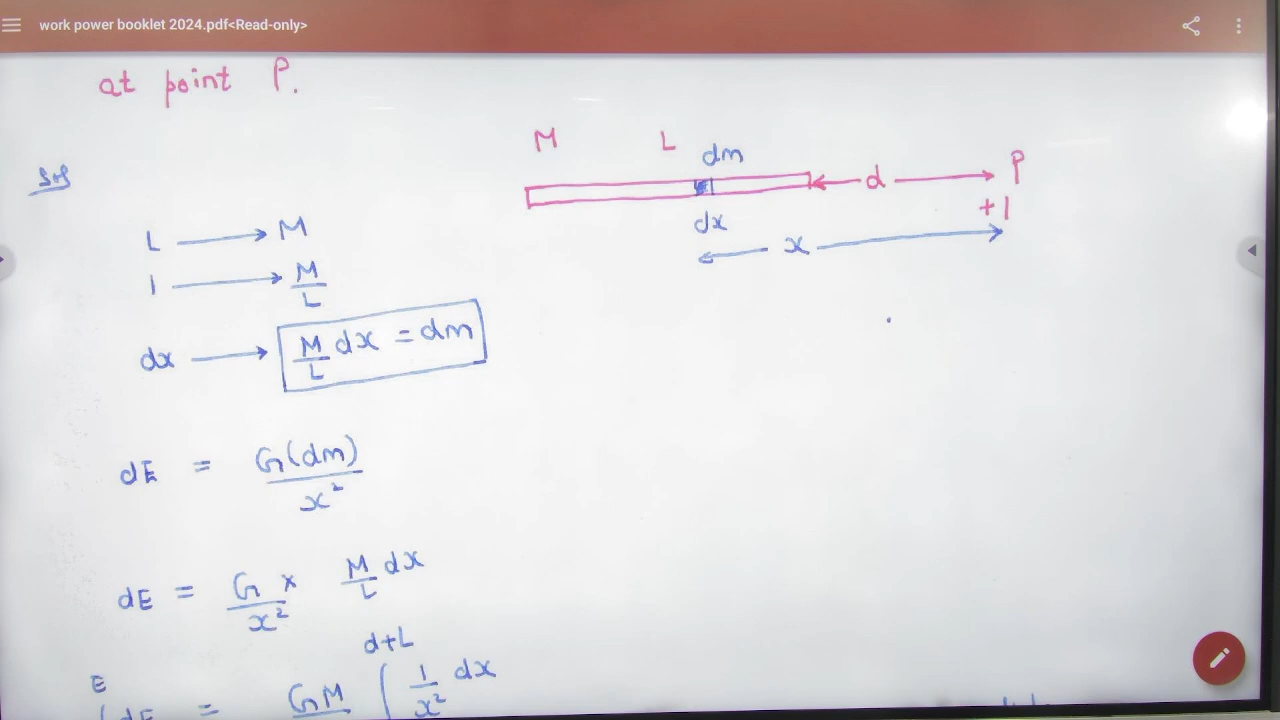 work power booklet 2024.pdf<Read-only>
at point P.
M L
dm
d P
+1
dx
x
Sol
L → M
1 → M/L
dx → M/L dx = dm
dE = G(dm)/x²
dE = G/x² × M/L dx
d+L
E
∫dE = GM ∫ 1/x² dx